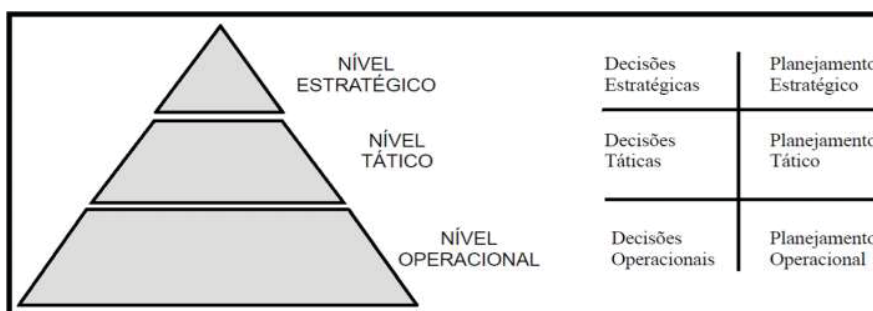 NÍVEL
ESTRATÉGICO
Decisões
Estratégicas
Planejamento
Estratégico
NÍVEL
TÁTICO
Decisões
Táticas
Planejamento
Tático
NÍVEL
OPERACIONAL
Decisões
Operacionais
Planejamento
Operacional